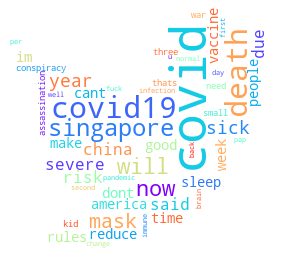 per war first
im covid three vaccine
conspiracy death due
year thats u normal people
assassination cant infection day
well fuck
covid19
singapore back need
make china good small sick
severe will week
risk now sleep pap
dont america said brain
mask time
rules kid reduce immune
second pandemic
change